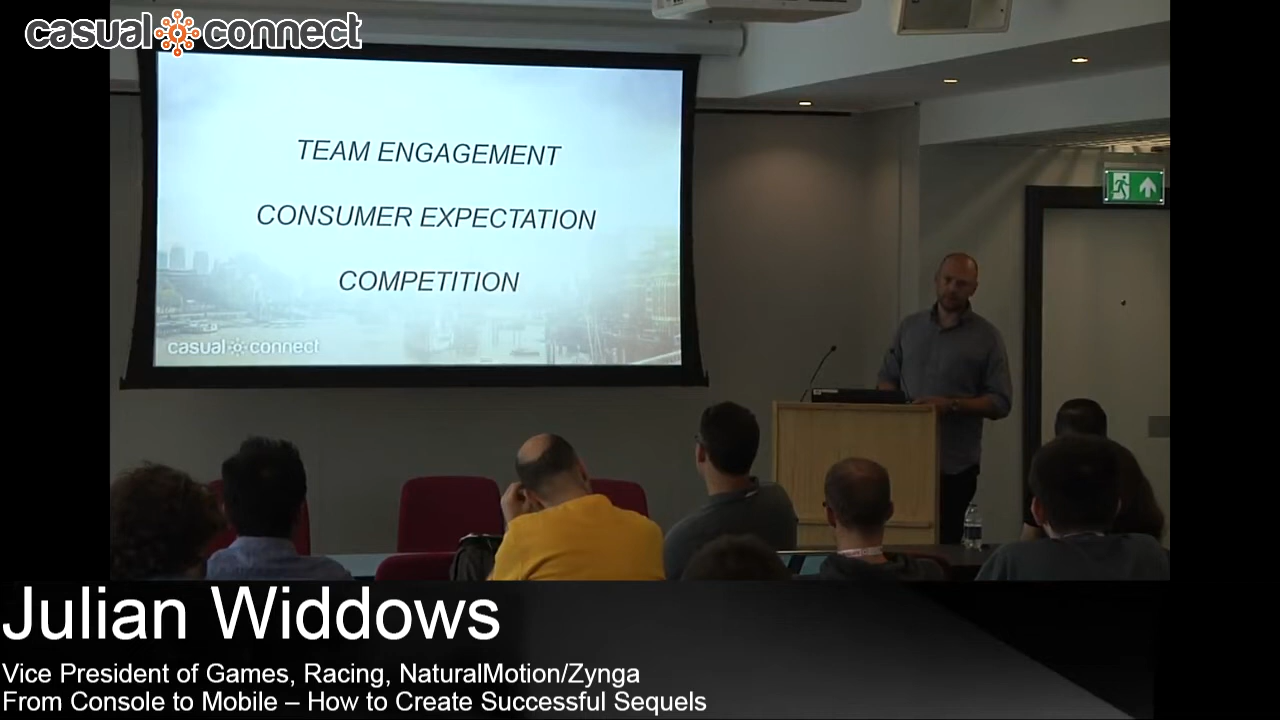 casual connect
TEAM ENGAGEMENT
CONSUMER EXPECTATION
COMPETITION
casual connect
Julian Widdows
Vice President of Games, Racing, NaturalMotion/Zynga
From Console to Mobile – How to Create Successful Sequels